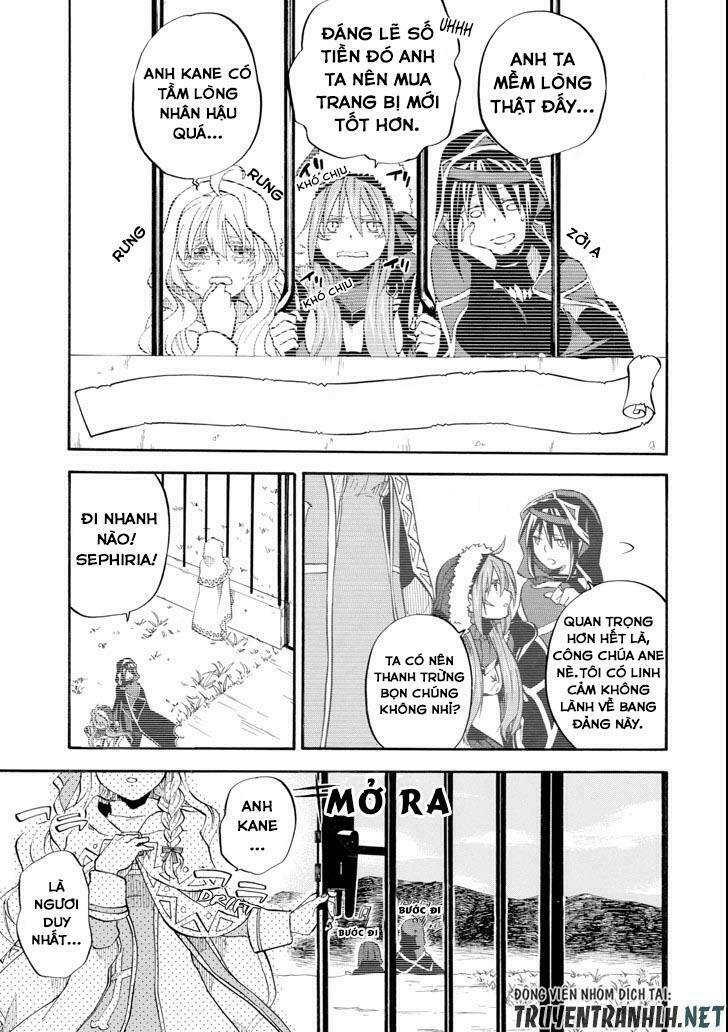 ANH TA
MỀM LÒNG
THẬT ĐẤY...
UHHH
ĐÁNG LẼ SỐ
TIỀN ĐÓ ANH
TA NÊN MUA
TRANG BỊ MỚI
TỐT HƠN.
ANH KANE CÓ
TẤM LÒNG
NHÂN HẬU
QUÁ...
ZỜI Ạ
KHÓ CHỊU
KHÓ CHỊU
RƯNG
RƯNG
QUAN TRỌNG
HƠN HẾT LÀ,
CÔNG CHÚA ANE
NÈ.TÔI CÓ LINH
CẢM KHÔNG
LÀNH VỀ BANG
ĐẢNG NÀY.
TA CÓ NÊN
THANH TRỪNG
BỌN CHÚNG
KHÔNG NHỈ?
ĐI NHANH
NÀO!
SEPHIRIA!
MỞ RA
ANH
KANE
...
DRIFT
LÀ
NGƯƠI
DUY
NHẤT...
BƯỚC ĐI
BƯỚC ĐI
ĐỘNG VIÊN NHÓM DỊCH TẠI:
TRUYENTRANHLH.NET